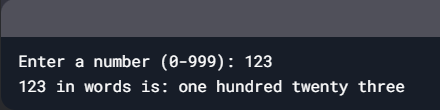 Enter a number (0-999): 123
123 in words is: one hundred twenty three